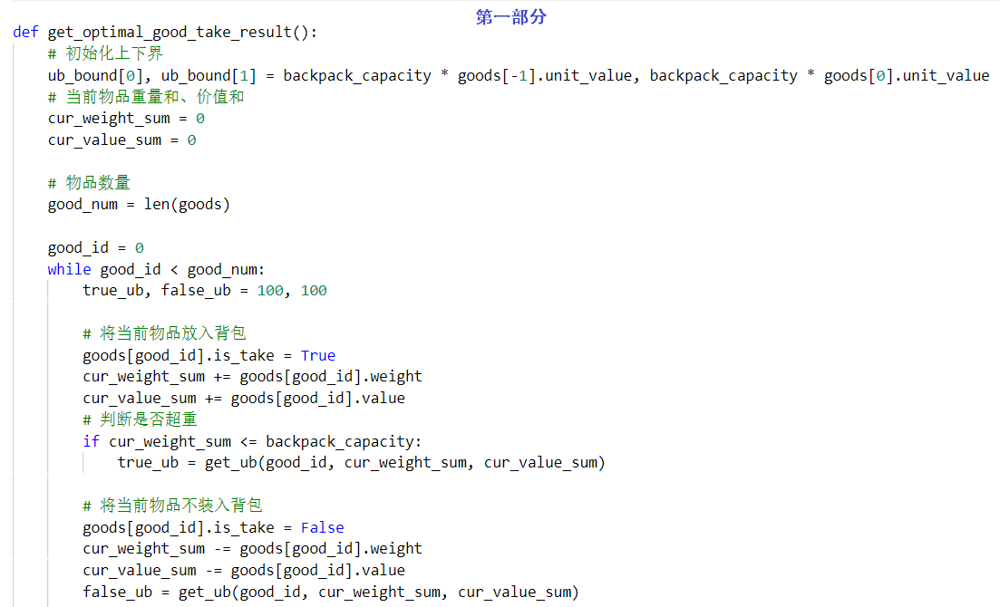 第一部分
def get_optimal_good_take_result():
    # 初始化上下界
    ub_bound[0], ub_bound[1] = backpack_capacity * goods[-1].unit_value, backpack_capacity * goods[0].unit_value
    # 当前物品重量和、价值和
    cur_weight_sum = 0
    cur_value_sum = 0
    # 物品数量
    good_num = len(goods)
    good_id = 0
    while good_id < good_num:
        true_ub, false_ub = 100, 100
        # 将当前物品放入背包
        goods[good_id].is_take = True
        cur_weight_sum += goods[good_id].weight
        cur_value_sum += goods[good_id].value
        # 判断是否超重
        if cur_weight_sum <= backpack_capacity:
            true_ub = get_ub(good_id, cur_weight_sum, cur_value_sum)
        # 将当前物品不装入背包
        goods[good_id].is_take = False
        cur_weight_sum -= goods[good_id].weight
        cur_value_sum -= goods[good_id].value
        false_ub = get_ub(good_id, cur_weight_sum, cur_value_sum)